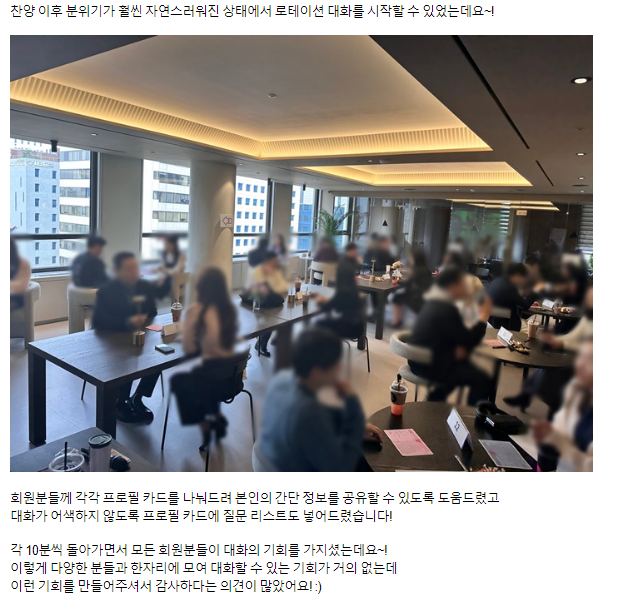 찬양 이후 분위기가 훨씬 자연스러워진 상태에서 로테이션 대화를 시작할 수 있었는데요~!
13
회원분들께 각각 프로필 카드를 나눠드려 본인의 간단 정보를 공유할 수 있도록 도움드렸고
대화가 어색하지 않도록 프로필 카드에 질문 리스트도 넣어드렸습니다!
각 10분씩 돌아가면서 모든 회원분들이 대화의 기회를 가지셨는데요~!
이렇게 다양한 분들과 한자리에 모여 대화할 수 있는 기회가 거의 없는데
이런 기회를 만들어주셔서 감사하다는 의견이 많았어요! :)